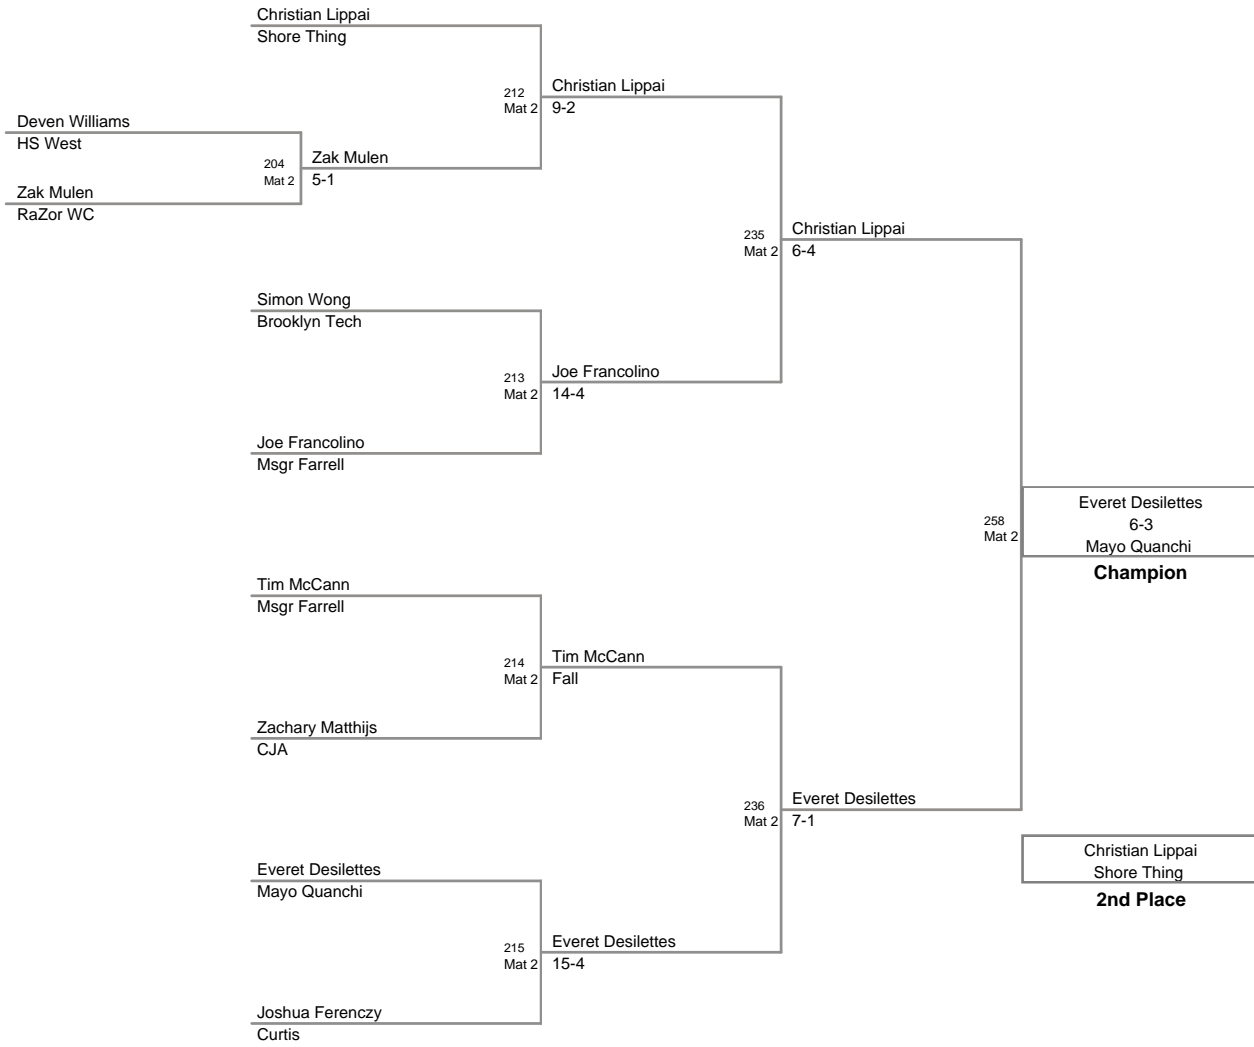 Christian Lippai
Shore Thing
212
Mat 2
Christian Lippai
9-2
Deven Williams
HS West
204
Mat 2
Zak Mulen
5-1
Zak Mulen
RaZor WC
235
Mat 2
Christian Lippai
6-4
Simon Wong
Brooklyn Tech
213
Mat 2
Joe Francolino
14-4
Joe Francolino
Msgr Farrell
258
Mat 2
Everet Desilettes
6-3
Mayo Quanchi
Champion
Tim McCann
Msgr Farrell
214
Mat 2
Tim McCann
Fall
Zachary Matthijs
CJA
236
Mat 2
Everet Desilettes
7-1
Everet Desilettes
Mayo Quanchi
215
Mat 2
Everet Desilettes
15-4
Joshua Ferenczy
Curtis
Christian Lippai
Shore Thing
2nd Place